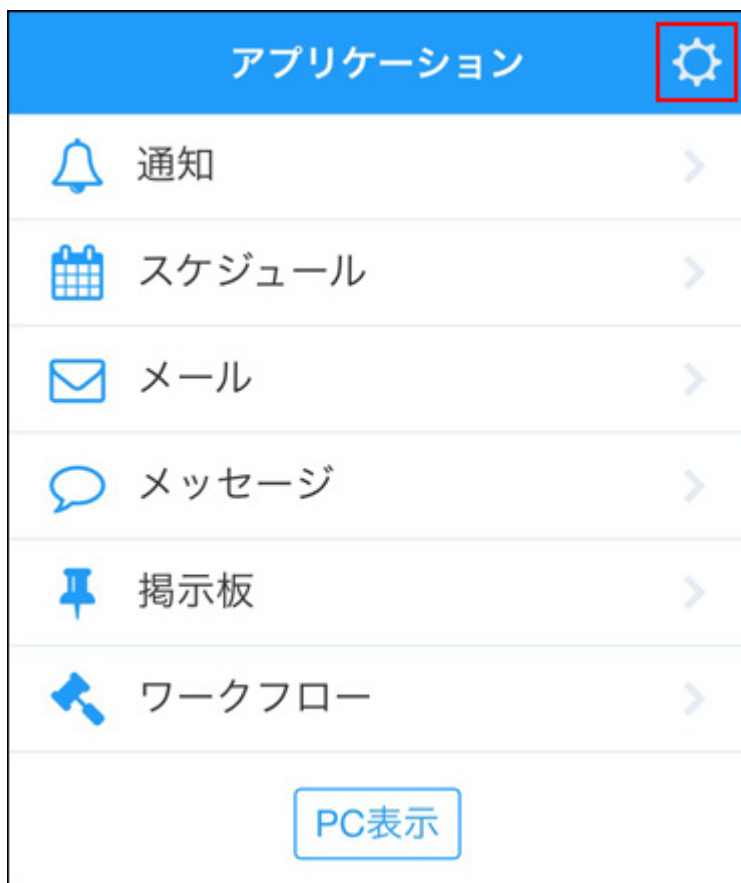 アプリケーション
通知
スケジュール
メール
メッセージ
掲示板
ワークフロー
PC表示